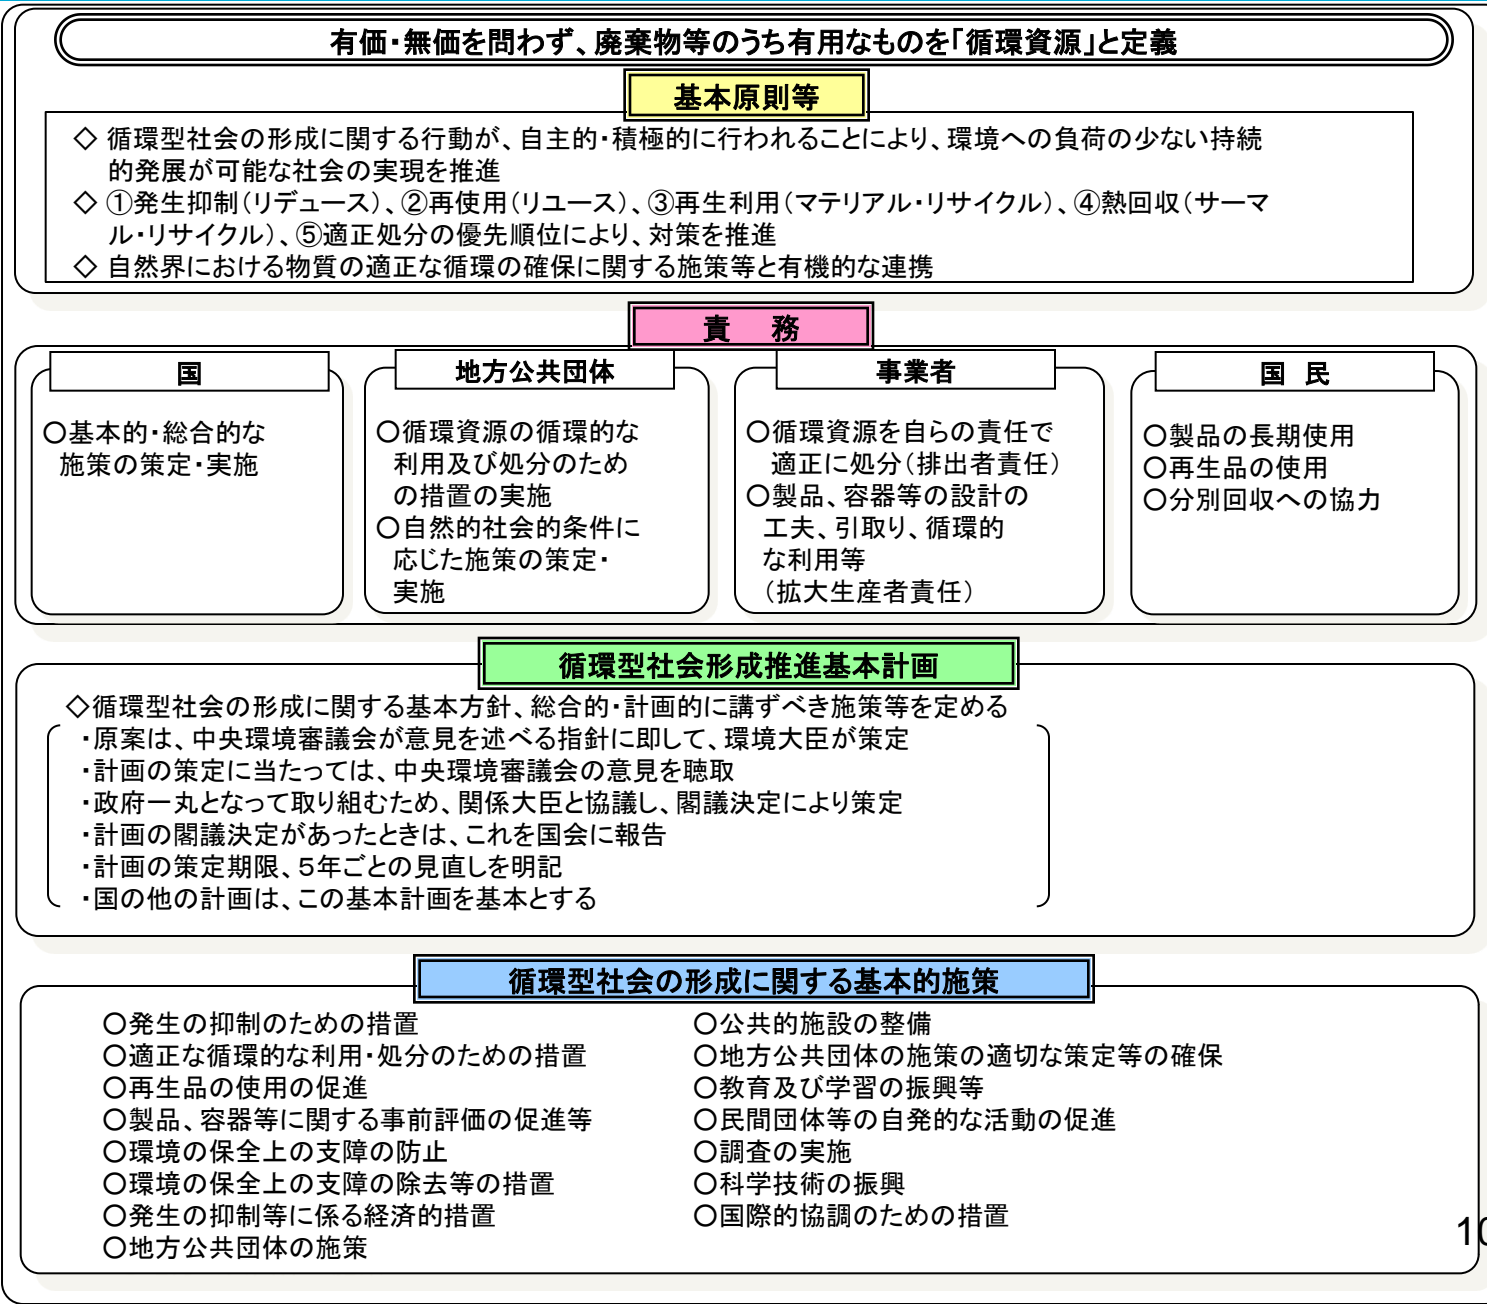 有価・無価を問わず、廃棄物等のうち有用なものを「循環資源」と定義
基本原則等
◇ 循環型社会の形成に関する行動が、自主的・積極的に行われることにより、環境への負荷の少ない持続
的発展が可能な社会の実現を推進
◇ ①発生抑制（リデュース）、②再使用（リユース）、③再生利用（マテリアル・リサイクル）、④熱回収（サーマ
ル・リサイクル）、⑤適正処分の優先順位により、対策を推進
◇ 自然界における物質の適正な循環の確保に関する施策等と有機的な連携
責　務
国
○基本的・総合的な
施策の策定・実施
地方公共団体
○循環資源の循環的な
利用及び処分のため
の措置の実施
○自然的社会的条件に
応じた施策の策定・
実施
事業者
○循環資源を自らの責任で
適正に処分（排出者責任）
○製品、容器等の設計の
工夫、引取り、循環的
な利用等
（拡大生産者責任）
国 民
○製品の長期使用
○再生品の使用
○分別回収への協力
循環型社会形成推進基本計画
◇循環型社会の形成に関する基本方針、総合的・計画的に講ずべき施策等を定める
・原案は、中央環境審議会が意見を述べる指針に即して、環境大臣が策定
・計画の策定に当たっては、中央環境審議会の意見を聴取
・政府一丸となって取り組むため、関係大臣と協議し、閣議決定により策定
・計画の閣議決定があったときは、これを国会に報告
・計画の策定期限、５年ごとの見直しを明記
・国の他の計画は、この基本計画を基本とする
循環型社会の形成に関する基本的施策
○発生の抑制のための措置
○適正な循環的な利用・処分のための措置
○再生品の使用の促進
○製品、容器等に関する事前評価の促進等
○環境の保全上の支障の防止
○環境の保全上の支障の除去等の措置
○発生の抑制等に係る経済的措置
○地方公共団体の施策
○公共的施設の整備
○地方公共団体の施策の適切な策定等の確保
○教育及び学習の振興等
○民間団体等の自発的な活動の促進
○調査の実施
○科学技術の振興
○国際的協調のための措置
10